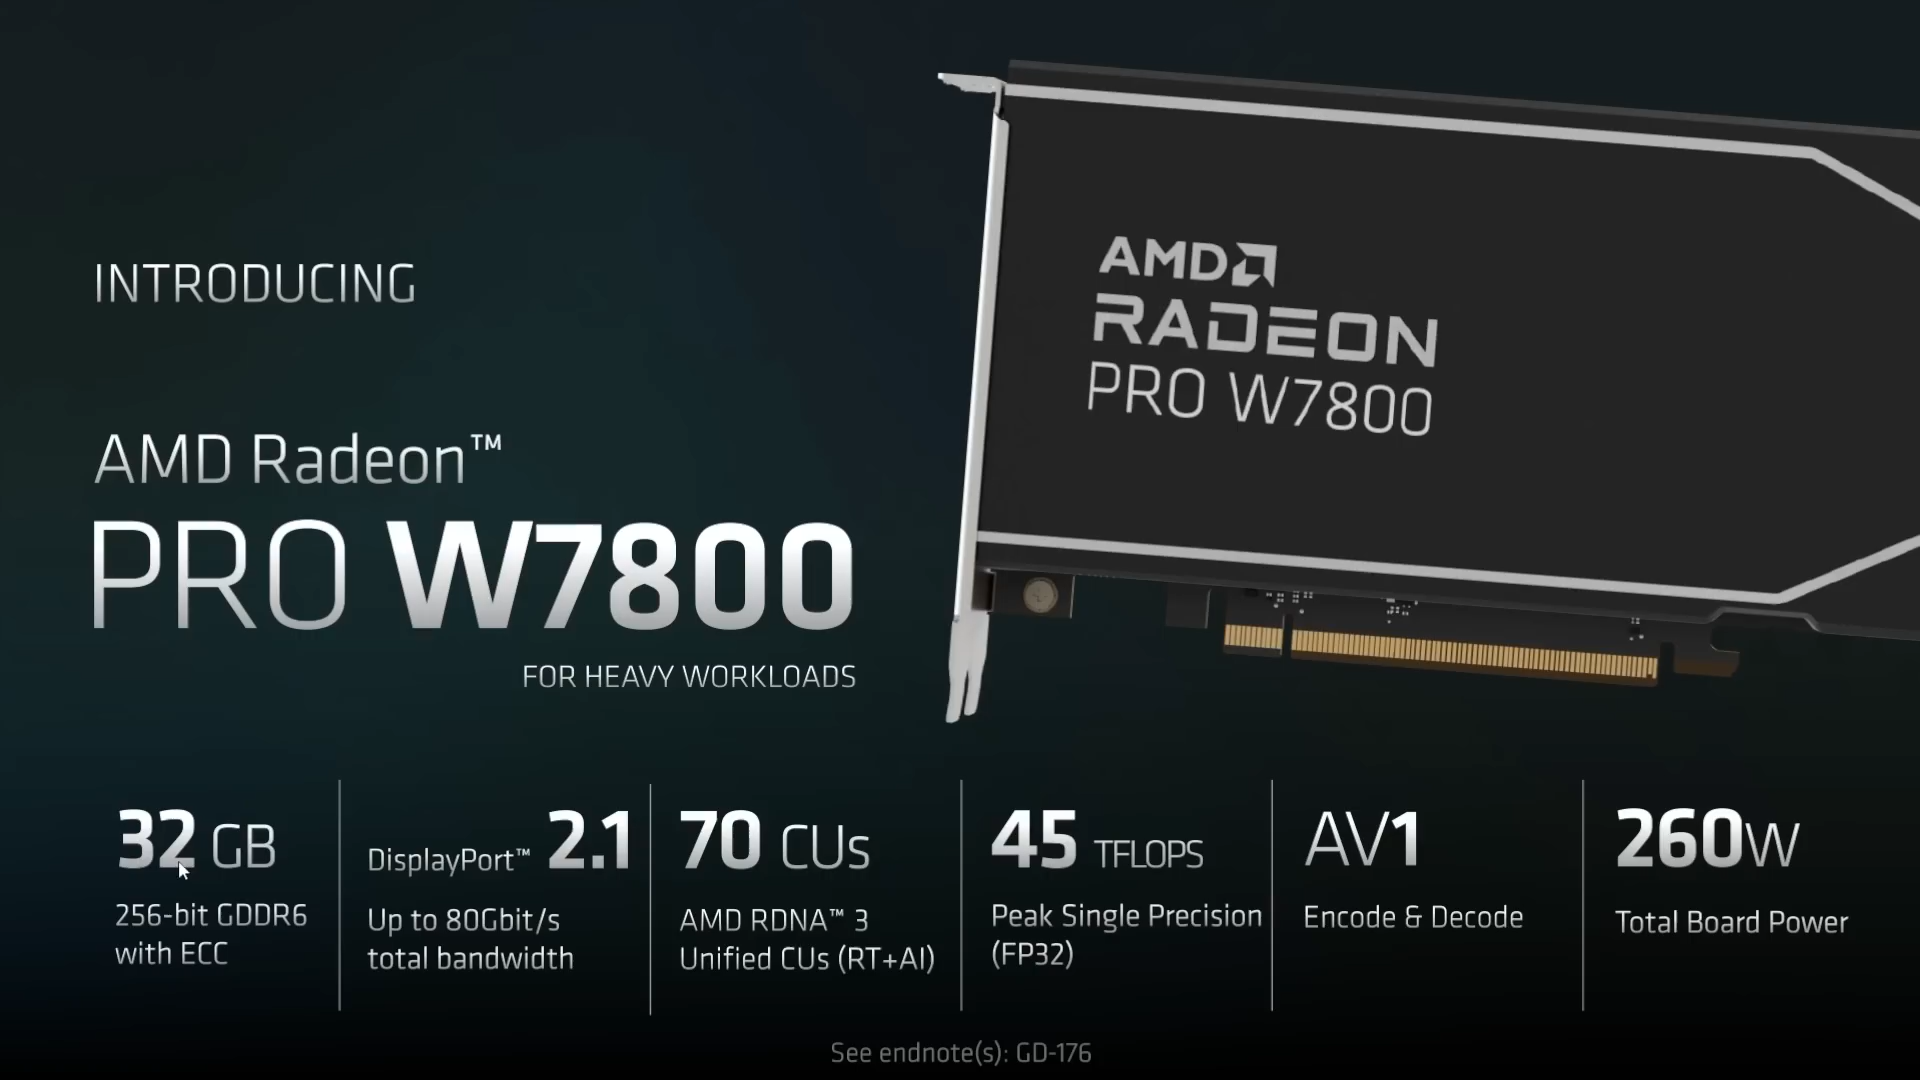 INTRODUCING
AMD Radeon™
PRO W7800
FOR HEAVY WORKLOADS
AMD
RADEON
PRO W7800
32 GB
256-bit GDDR6
with ECC
DisplayPort™ 2.1
Up to 80Gbit/s
total bandwidth
70 CUs
AMD RDNA™ 3
Unified CUs (RT+AI)
45 TFLOPS
Peak Single Precision
(FP32)
AV1
Encode & Decode
260W
Total Board Power
See endnote(s): GD-176